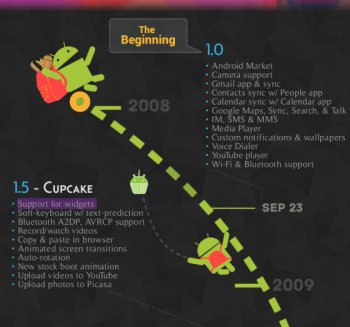 The
Beginning
1.0
• Android Market
• Camera support
• Gmail app & sync
• Contacts sync w/ People app
• Calendar sync w/ Calendar app
• Google Maps, Sync, Search, & Talk
• IM, SMS & MMS
• Media Player
• Custom notifications & wallpapers
• Voice Dialer
• YouTube player
• Wi-Fi & Bluetooth support
2008
1.5 - Cupcake
• Support for widgets
• Soft-keyboard w/ text-prediction
• Bluetooth A2DP, AVRCP support
• Record/watch videos
• Copy & paste in browser
• Animated screen transitions
• Auto-rotation
• New stock boot animation
• Upload videos to YouTube
• Upload photos to Picasa
SEP 23
2009